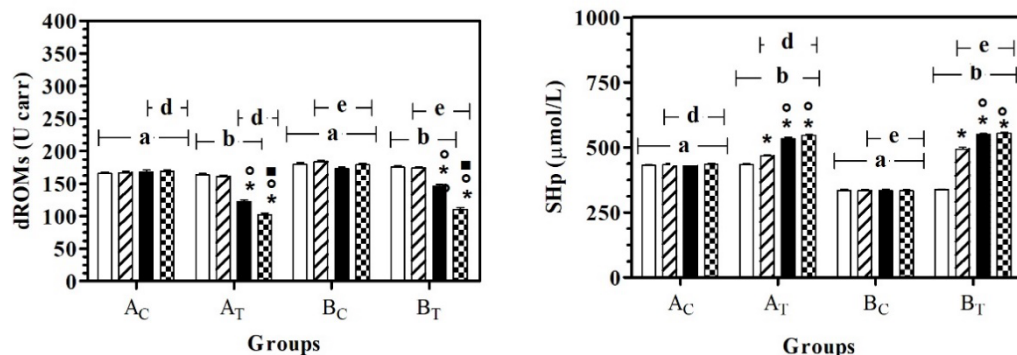 dROMs (U carr)
400
350
300
250
200
150
100
50
0
d
a
d
b
°
*
■
°
*
e
a
e
b
°
*
°
■
°
*
A_C A_T B_C B_T
Groups
SHp (μmol/L)
1000
750
500
250
0
d
a
d
b
*
°
*
°
*
e
a
e
b
*
°
*
°
*
A_C A_T B_C B_T
Groups